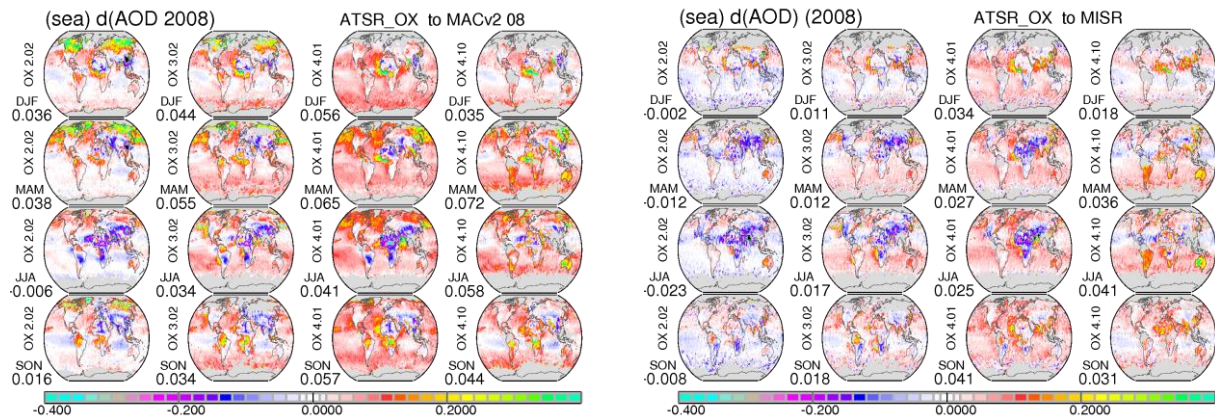 (sea) d(AOD 2008) ATSR_OX to MACv2 08
OX 2.02 OX 3.02 OX 4.01 OX 4.10
DJF DJF DJF DJF
0.036 0.044 0.056 0.035
OX 2.02 OX 3.02 OX 4.01 OX 4.10
MAM MAM MAM MAM
0.038 0.055 0.065 0.072
OX 2.02 OX 3.02 OX 4.01 OX 4.10
JJA JJA JJA JJA
-0.006 0.034 0.041 0.058
OX 2.02 OX 3.02 OX 4.01 OX 4.10
SON SON SON SON
0.016 0.034 0.057 0.044
-0.400 -0.200 0.0000 0.2000
(sea) d(AOD) (2008) ATSR_OX to MISR
OX 2.02 OX 3.02 OX 4.01 OX 4.10
DJF DJF DJF DJF
-0.002 0.011 0.034 0.018
OX 2.02 OX 3.02 OX 4.01 OX 4.10
MAM MAM MAM MAM
-0.012 0.012 0.027 0.036
OX 2.02 OX 3.02 OX 4.01 OX 4.10
JJA JJA JJA JJA
-0.023 0.017 0.025 0.041
OX 2.02 OX 3.02 OX 4.01 OX 4.10
SON SON SON SON
-0.008 0.018 0.041 0.031
-0.400 -0.200 0.0000 0.2000